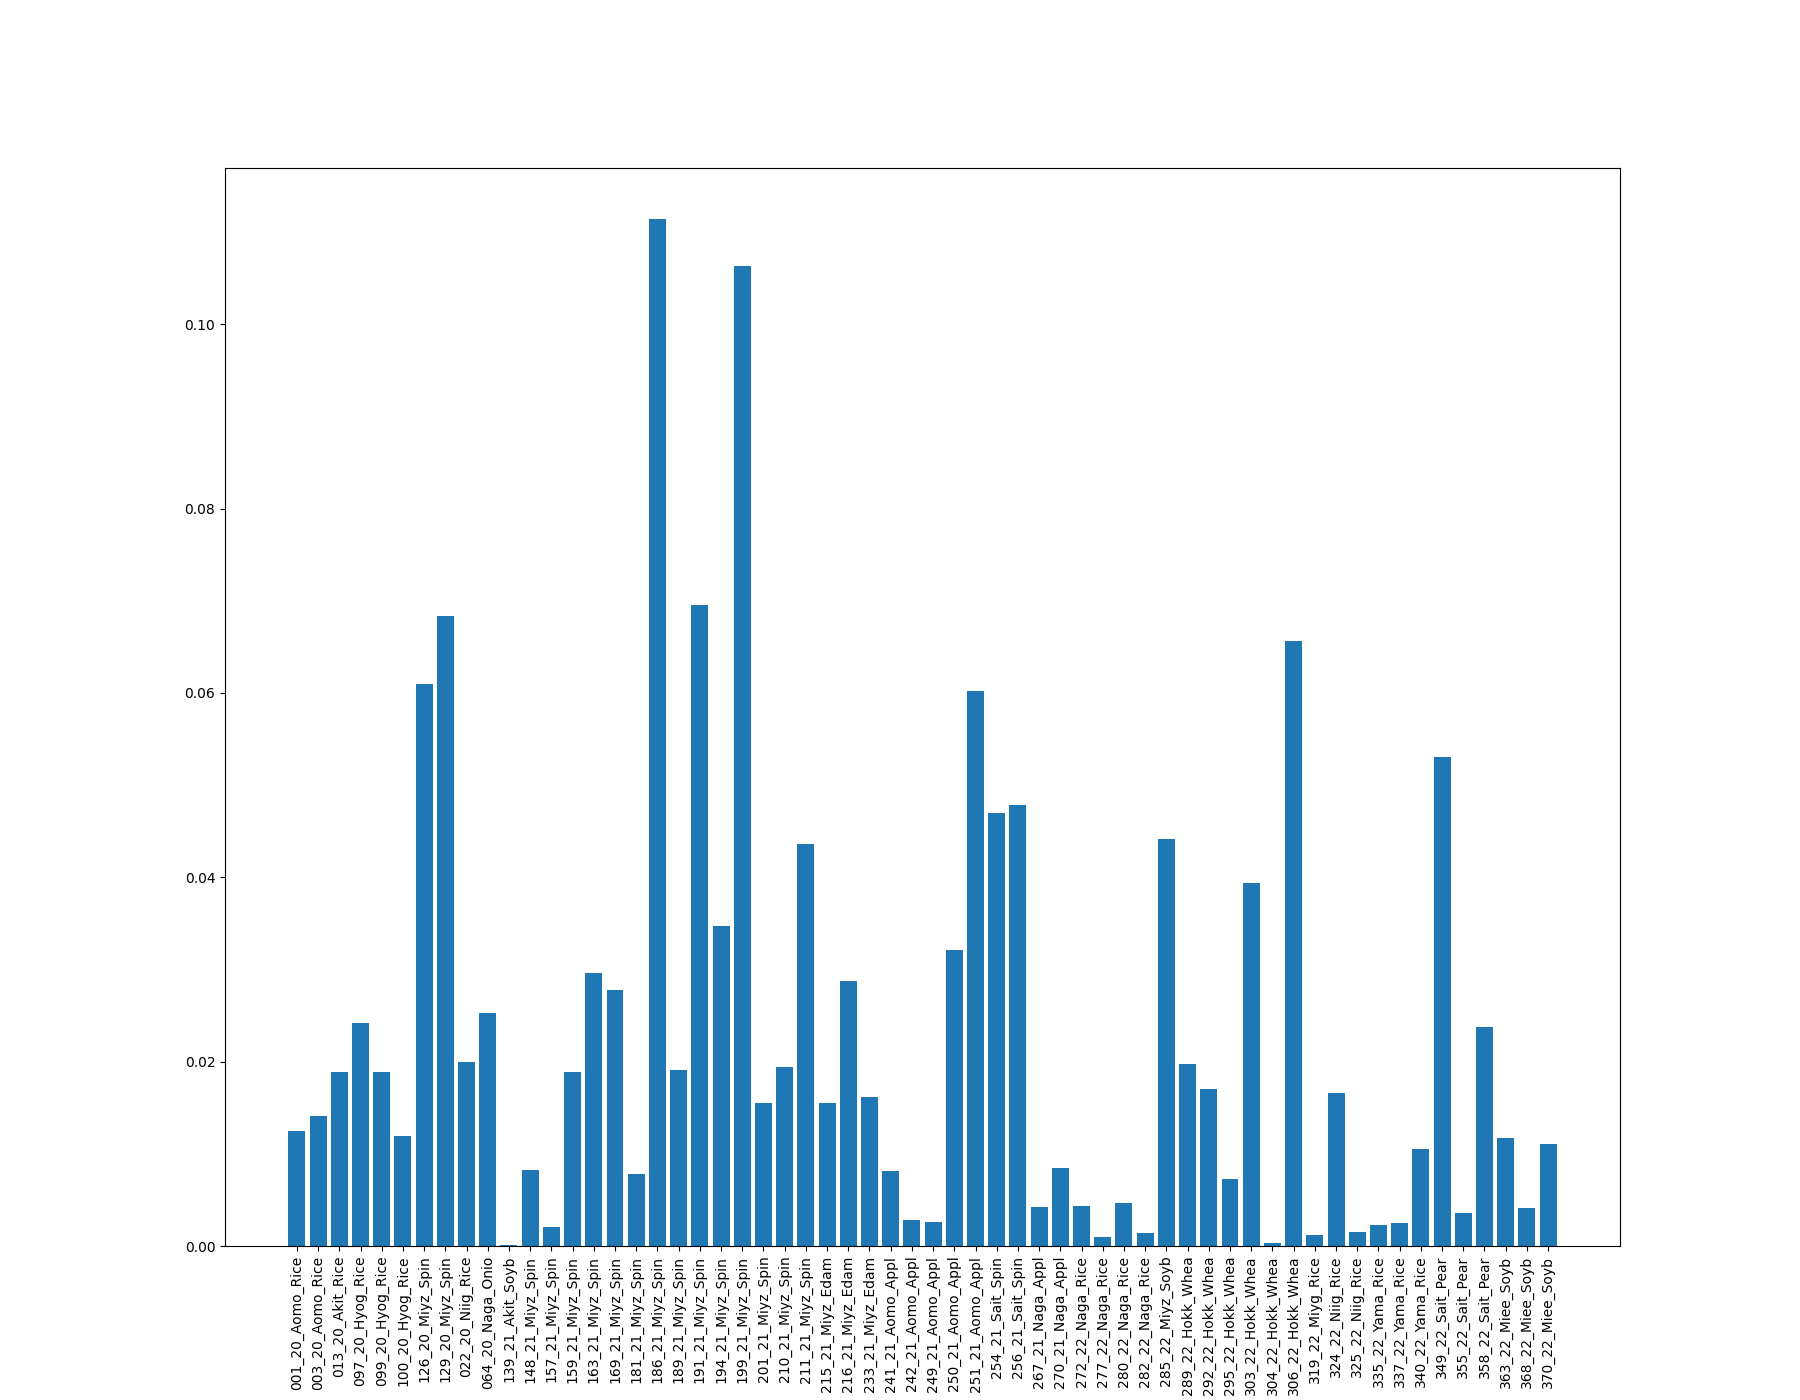 0.10
0.08
0.06
0.04
0.02
0.00
001_20_Aomo_Rice
003_20_Aomo_Rice
013_20_Akit_Rice
097_20_Hyog_Rice
099_20_Hyog_Rice
100_20_Hyog_Rice
126_20_Miyz_Spin
129_20_Miyz_Spin
022_20_Niig_Rice
064_20_Naga_Onio
139_21_Akit_Soyb
148_21_Miyz_Spin
157_21_Miyz_Spin
159_21_Miyz_Spin
163_21_Miyz_Spin
169_21_Miyz_Spin
181_21_Miyz_Spin
186_21_Miyz_Spin
189_21_Miyz_Spin
191_21_Miyz_Spin
194_21_Miyz_Spin
199_21_Miyz_Spin
201_21_Miyz_Spin
210_21_Miyz_Spin
211_21_Miyz_Spin
215_21_Miyz_Edam
216_21_Miyz_Edam
233_21_Miyz_Edam
241_21_Aomo_Appl
242_21_Aomo_Appl
249_21_Aomo_Appl
250_21_Aomo_Appl
251_21_Aomo_Appl
254_21_Sait_Spin
256_21_Sait_Spin
267_21_Naga_Appl
270_21_Naga_Appl
272_22_Naga_Rice
277_22_Naga_Rice
280_22_Naga_Rice
282_22_Naga_Rice
285_22_Miyz_Soyb
289_22_Hokk_Whea
292_22_Hokk_Whea
295_22_Hokk_Whea
303_22_Hokk_Whea
304_22_Hokk_Whea
306_22_Hokk_Whea
319_22_Miyg_Rice
324_22_Niig_Rice
325_22_Niig_Rice
335_22_Yama_Rice
337_22_Yama_Rice
340_22_Yama_Rice
349_22_Sait_Pear
355_22_Sait_Pear
358_22_Sait_Pear
363_22_Miee_Soyb
368_22_Miee_Soyb
370_22_Miee_Soyb